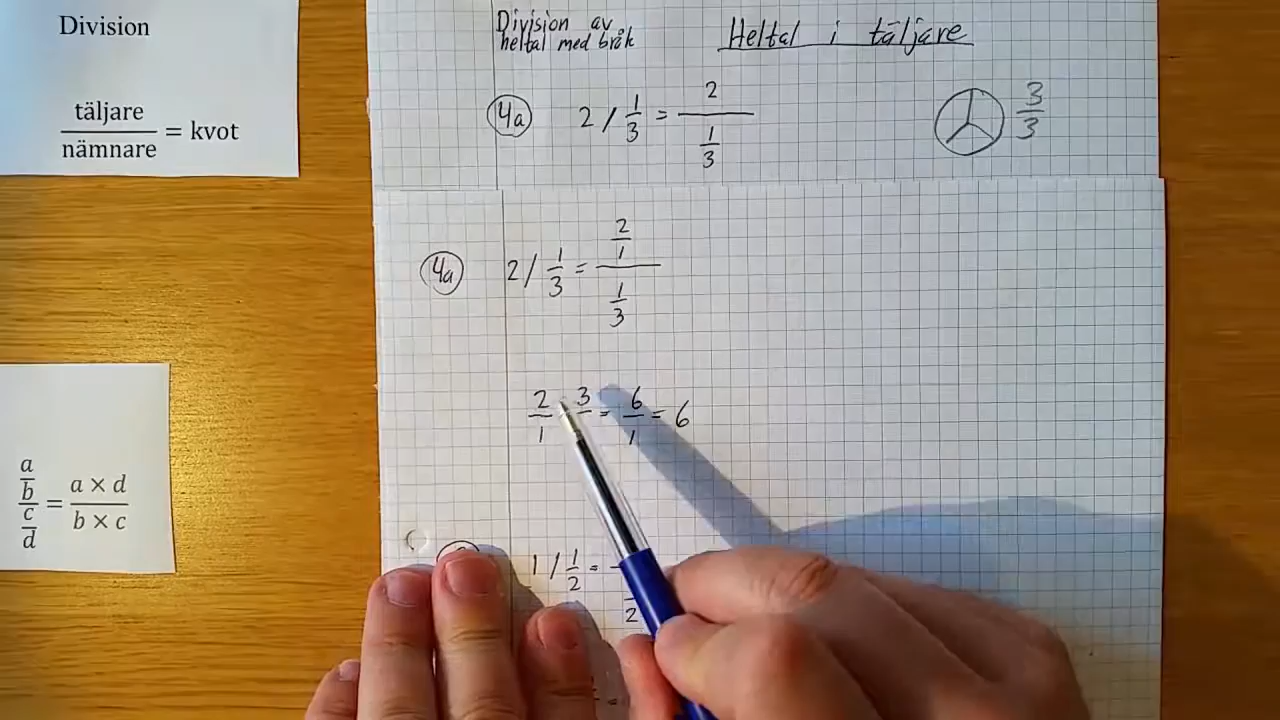 Division
täljare
nämnare
= kvot
a
b
c
d
=
a × d
b × c
Division av
heltal med bråk
Heltal i täljare
4a 2 / 1/3 = 2 / 1/3
3/3
4a 2 / 1/3 = 2/1 / 1/3
2/1 3 = 6/1 = 6
1 / 1/2 =
2